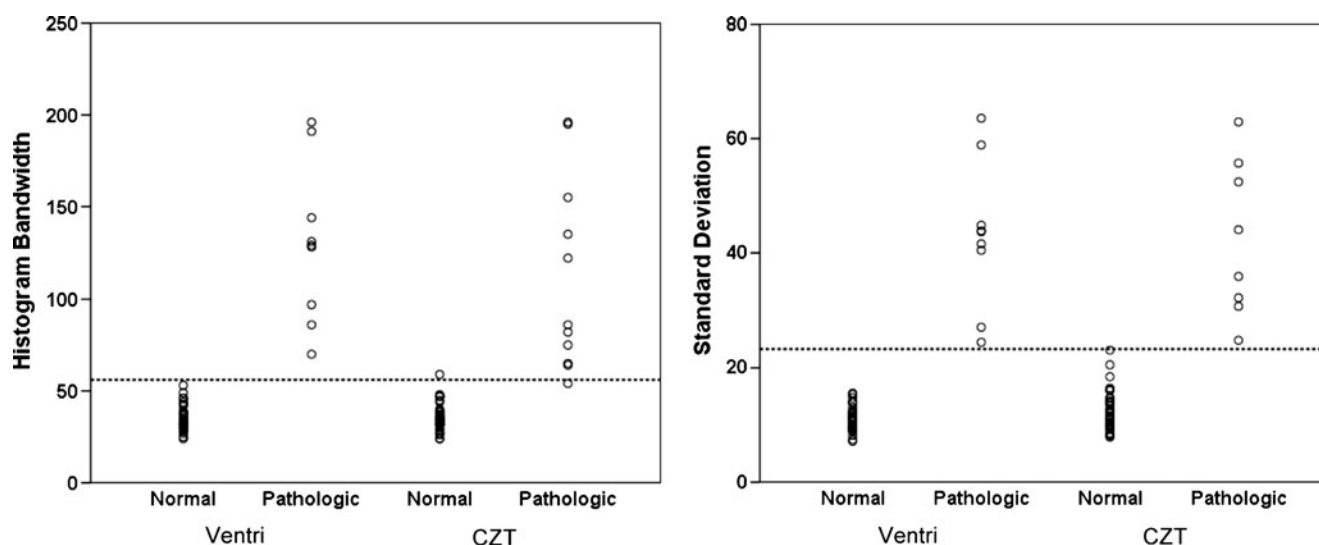 Histogram Bandwidth
250
200
150
100
50
0
Normal Pathologic Normal Pathologic
Ventri CZT
Standard Deviation
80
60
40
20
0
Normal Pathologic Normal Pathologic
Ventri CZT